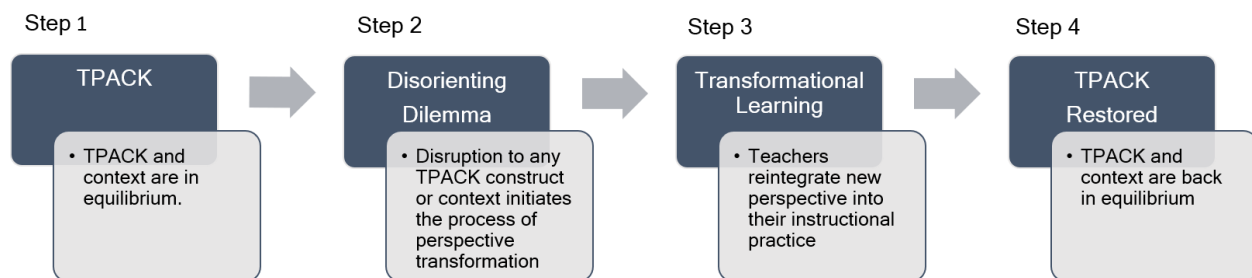 Step 1
TPACK
• TPACK and
context are in
equilibrium.
Step 2
Disorienting
Dilemma
• Disruption to any
TPACK construct
or context initiates
the process of
perspective
transformation
Step 3
Transformational
Learning
• Teachers
reintegrate new
perspective into
their instructional
practice
Step 4
TPACK
Restored
• TPACK and
context are back
in equilibrium